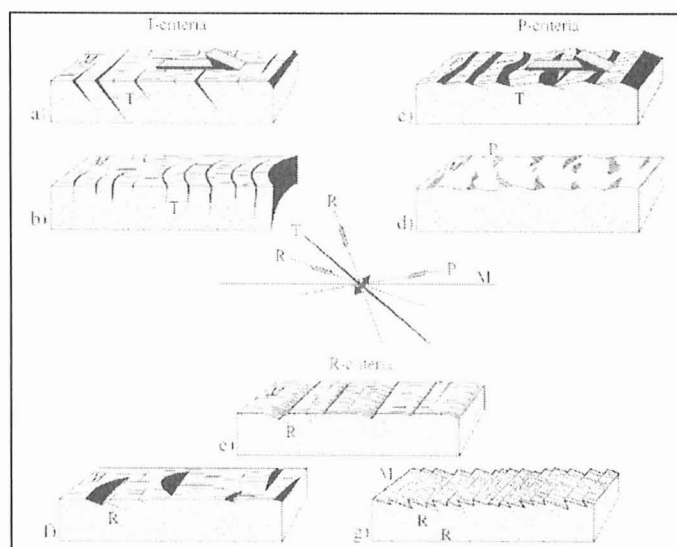 T-criteria P-criteria
a) T c) T
b) T P d)
R
T
R P
M
R-criteria
e) R
M
f) R g) R
R